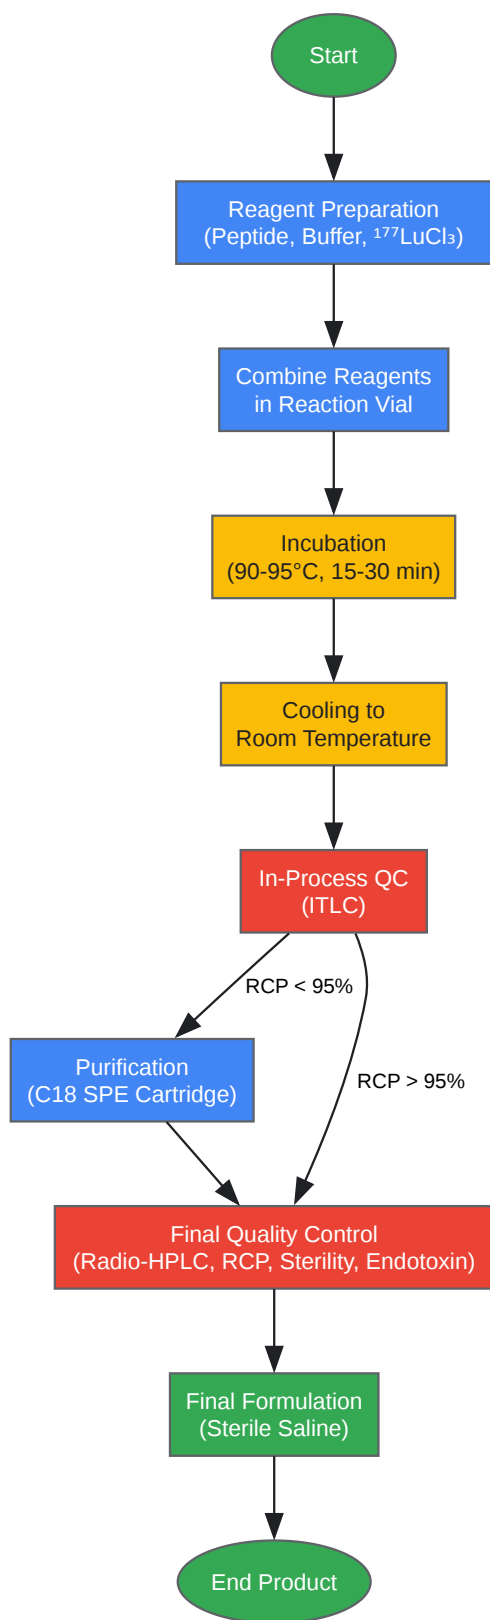 Start
Reagent Preparation
(Peptide, Buffer, ¹⁷⁷LuCl₃)
Combine Reagents
in Reaction Vial
Incubation
(90-95°C, 15-30 min)
Cooling to
Room Temperature
In-Process QC
(ITLC)
RCP < 95%
Purification
(C18 SPE Cartridge)
RCP > 95%
Final Quality Control
(Radio-HPLC, RCP, Sterility, Endotoxin)
Final Formulation
(Sterile Saline)
End Product